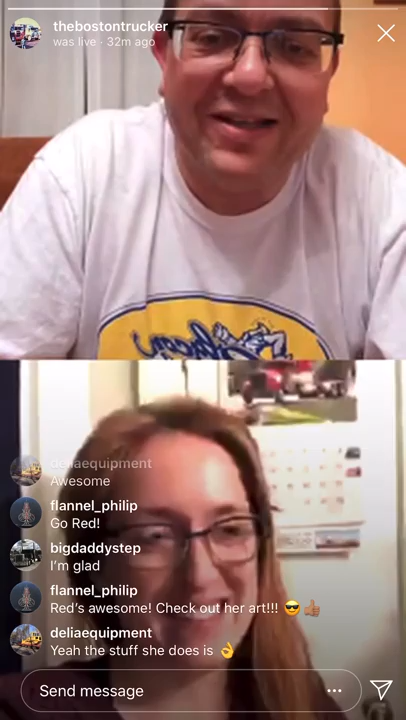 thebostontrucker
was live · 32m ago
deliaequipment
Awesome
flannel_philip
Go Red!
bigdaddystep
I'm glad
flannel_philip
Red's awesome! Check out her art!!! 😎👍🏼
deliaequipment
Yeah the stuff she does is 👌
Send message